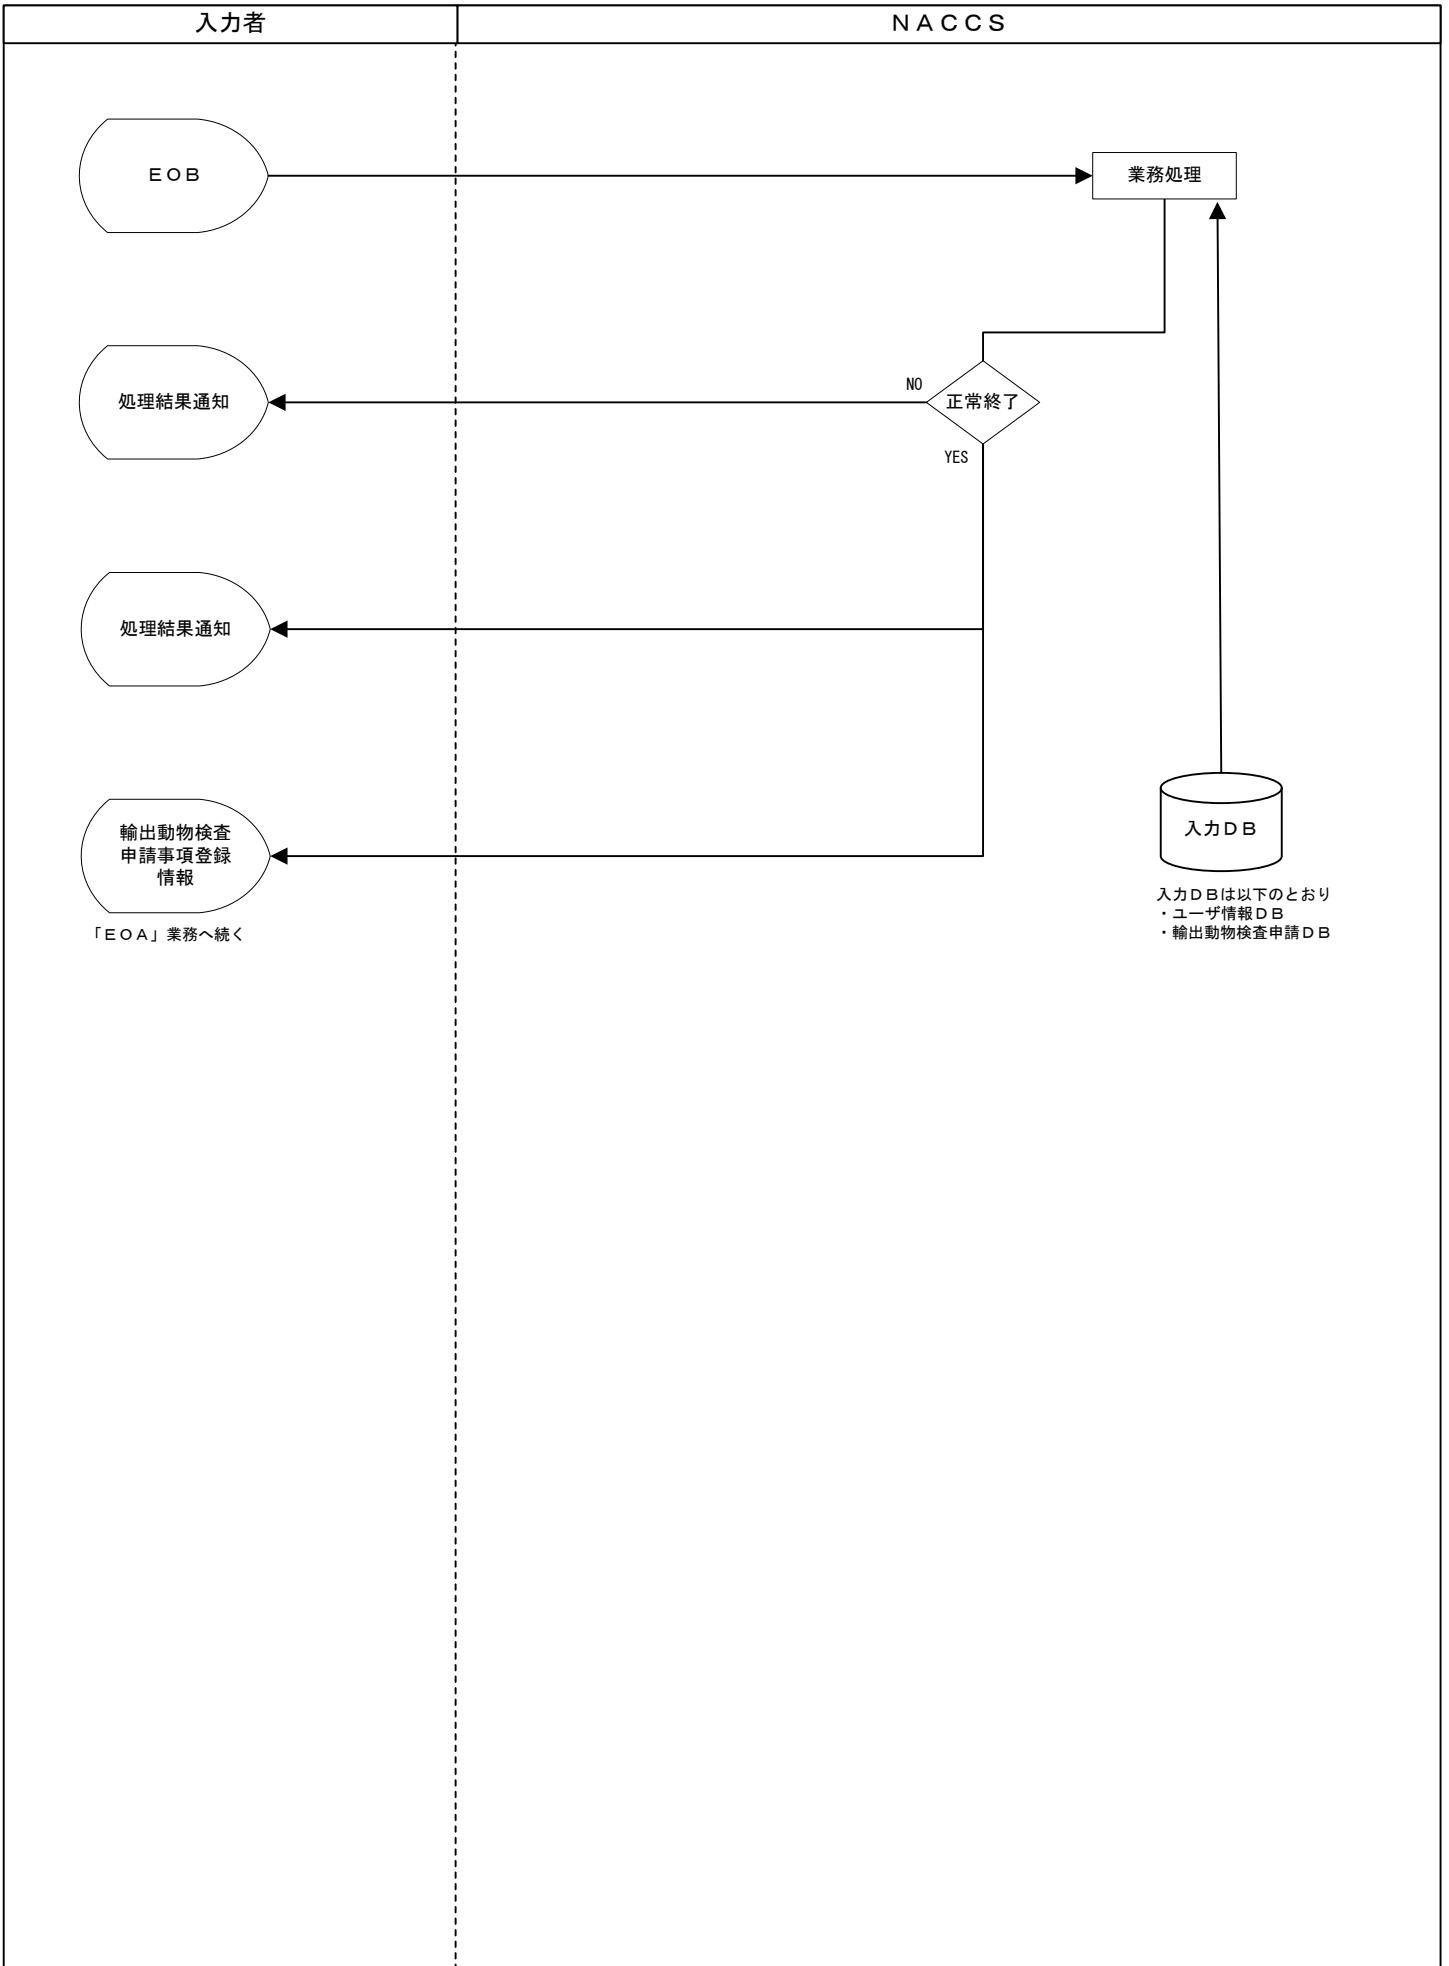 入力者
ＮＡＣＣＳ
ＥＯＢ
業務処理
処理結果通知
NO
正常終了
YES
処理結果通知
輸出動物検査
申請事項登録
情報
「ＥＯＡ」業務へ続く
入力ＤＢ
入力ＤＢは以下のとおり
・ユーザ情報ＤＢ
・輸出動物検査申請ＤＢ